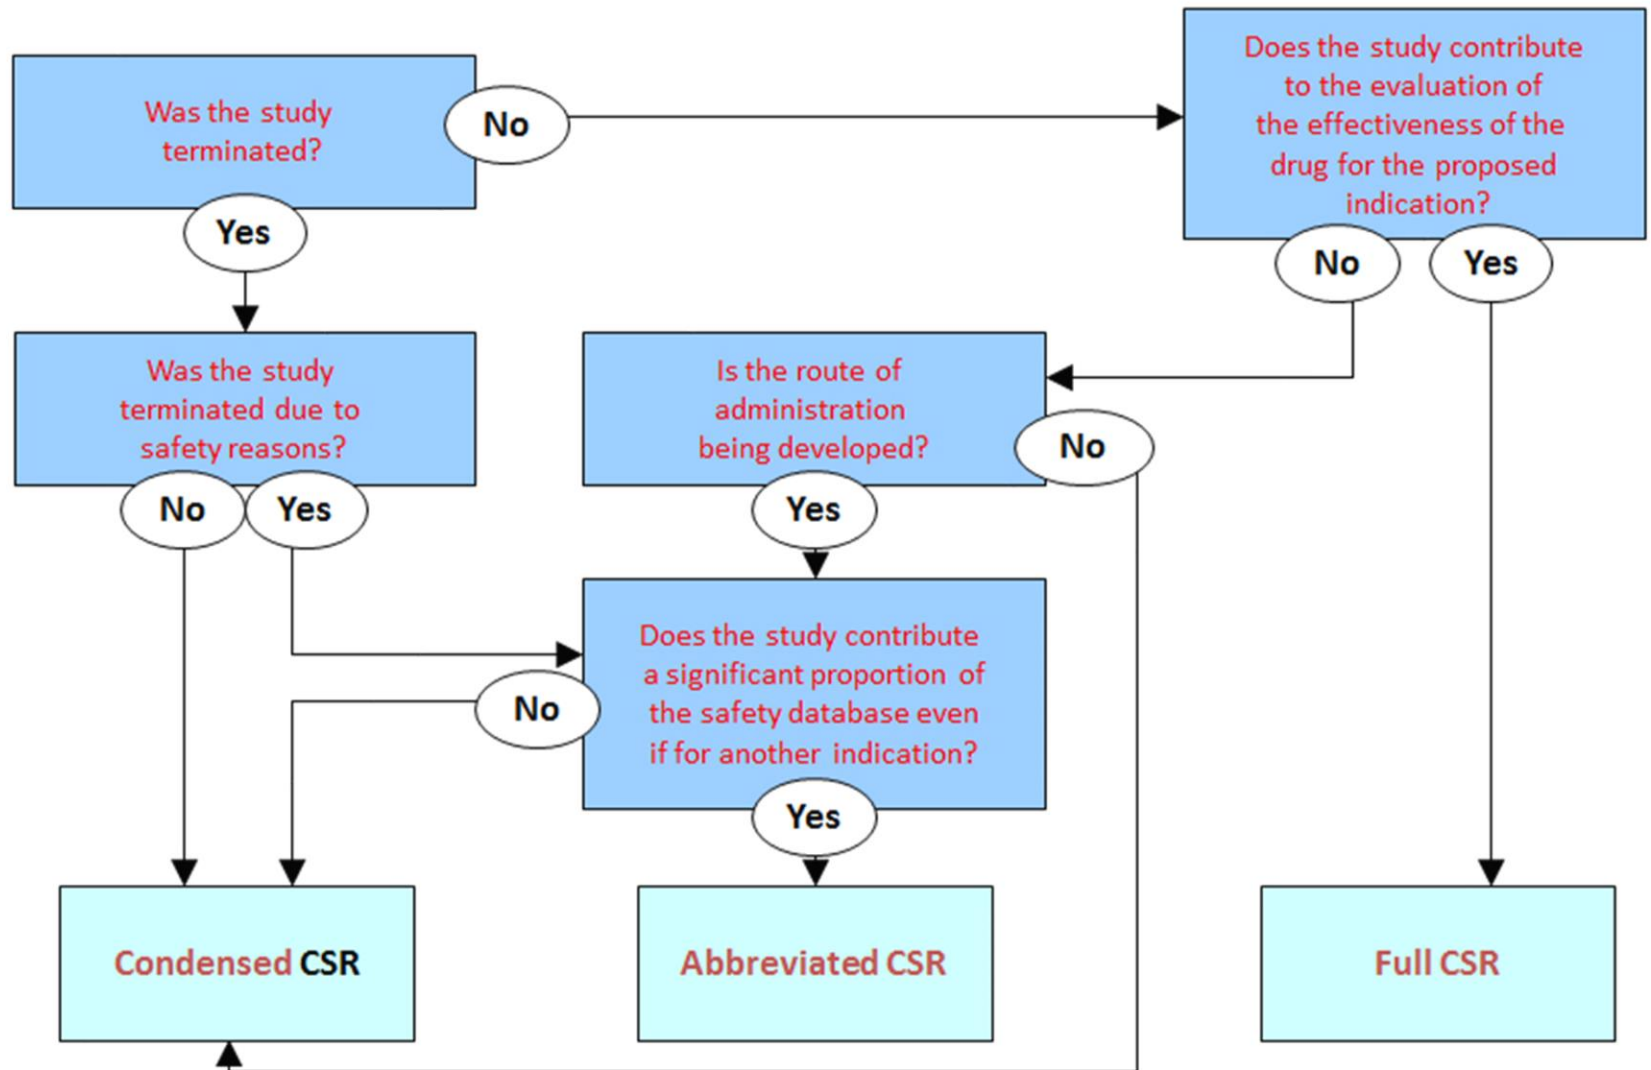 Was the study
terminated?
No
Yes
Does the study contribute
to the evaluation of
the effectiveness of the
drug for the proposed
indication?
No
Yes
Was the study
terminated due to
safety reasons?
No
Yes
Is the route of
administration
being developed?
No
Yes
Does the study contribute
a significant proportion of
the safety database even
if for another indication?
No
Yes
Condensed CSR
Abbreviated CSR
Full CSR